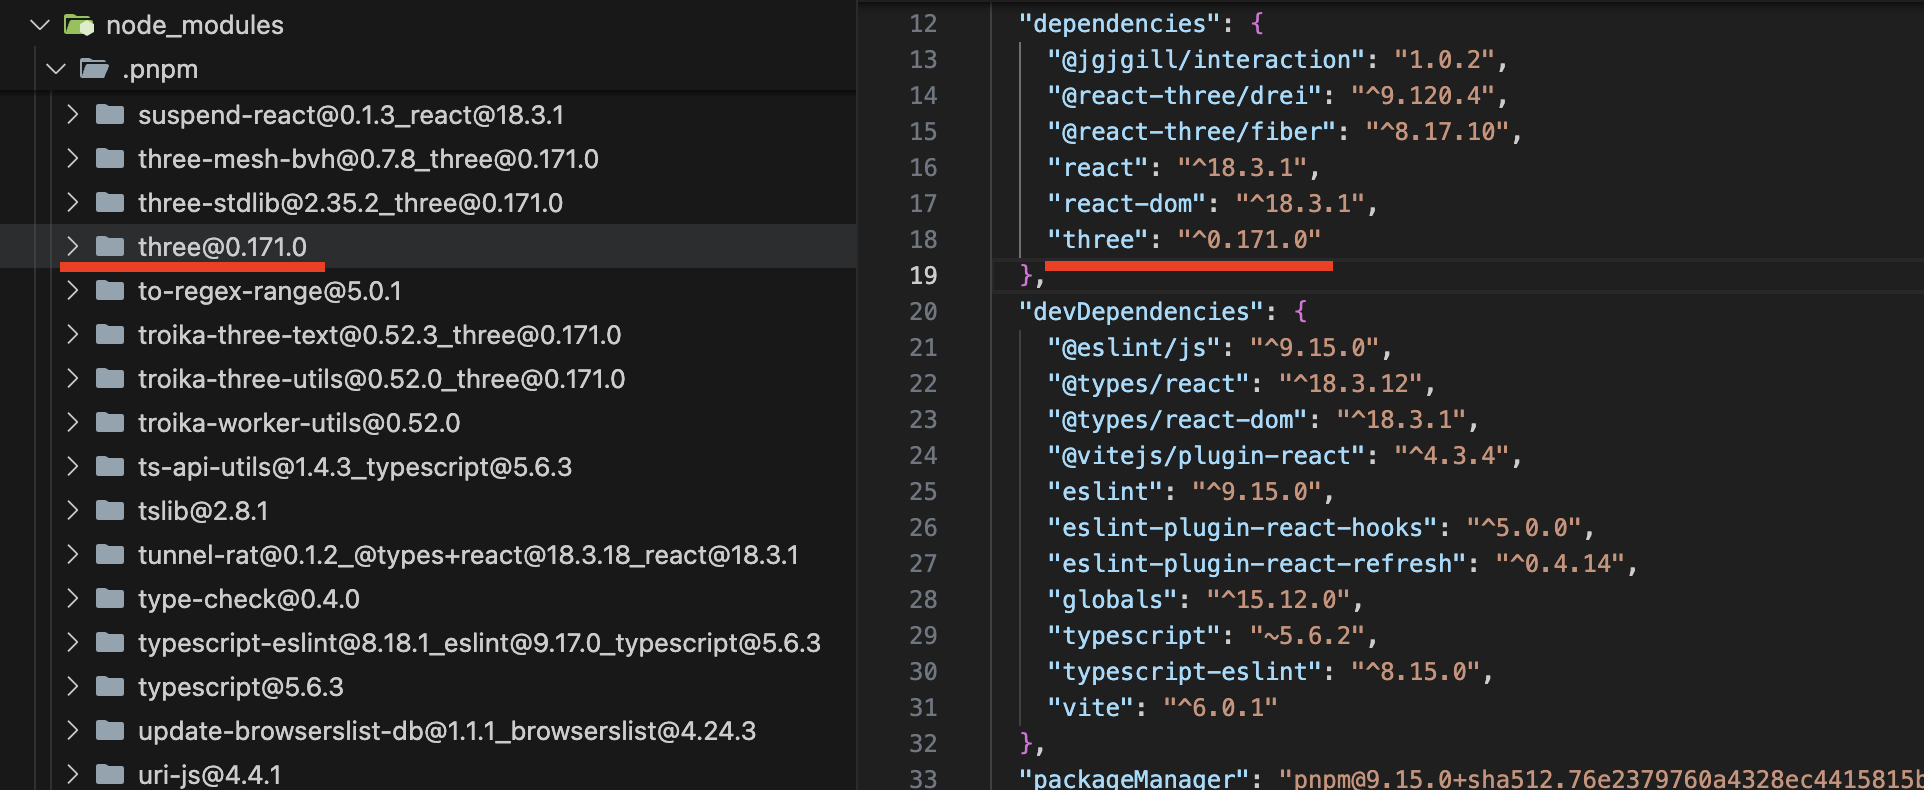 node_modules
.pnpm
suspend-react@0.1.3_react@18.3.1
three-mesh-bvh@0.7.8_three@0.171.0
three-stdlib@2.35.2_three@0.171.0
three@0.171.0
to-regex-range@5.0.1
troika-three-text@0.52.3_three@0.171.0
troika-three-utils@0.52.0_three@0.171.0
troika-worker-utils@0.52.0
ts-api-utils@1.4.3_typescript@5.6.3
tslib@2.8.1
tunnel-rat@0.1.2_@types+react@18.3.18_react@18.3.1
type-check@0.4.0
typescript-eslint@8.18.1_eslint@9.17.0_typescript@5.6.3
typescript@5.6.3
update-browserslist-db@1.1.1_browserslist@4.24.3
uri-js@4.4.1
12 "dependencies": {
13 "@jgjgill/interaction": "1.0.2",
14 "@react-three/drei": "^9.120.4",
15 "@react-three/fiber": "^8.17.10",
16 "react": "^18.3.1",
17 "react-dom": "^18.3.1",
18 "three": "^0.171.0"
19 },
20 "devDependencies": {
21 "@eslint/js": "^9.15.0",
22 "@types/react": "^18.3.12",
23 "@types/react-dom": "^18.3.1",
24 "@vitejs/plugin-react": "^4.3.4",
25 "eslint": "^9.15.0",
26 "eslint-plugin-react-hooks": "^5.0.0",
27 "eslint-plugin-react-refresh": "^0.4.14",
28 "globals": "^15.12.0",
29 "typescript": "~5.6.2",
30 "typescript-eslint": "^8.15.0",
31 "vite": "^6.0.1"
32 },
33 "packageManager": "pnpm@9.15.0+sha512.76e2379760a4328ec4415815b